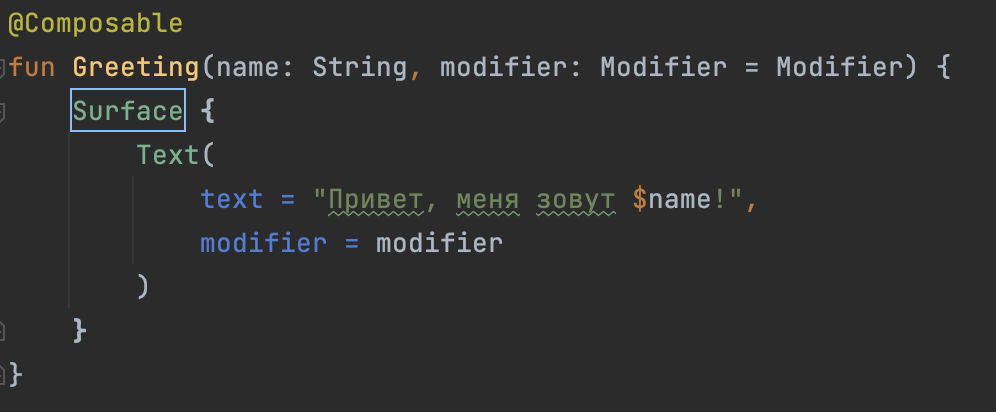 @Composable
fun Greeting(name: String, modifier: Modifier = Modifier) {
    Surface {
        Text(
            text = "Привет, меня зовут $name!",
            modifier = modifier
        )
    }
}